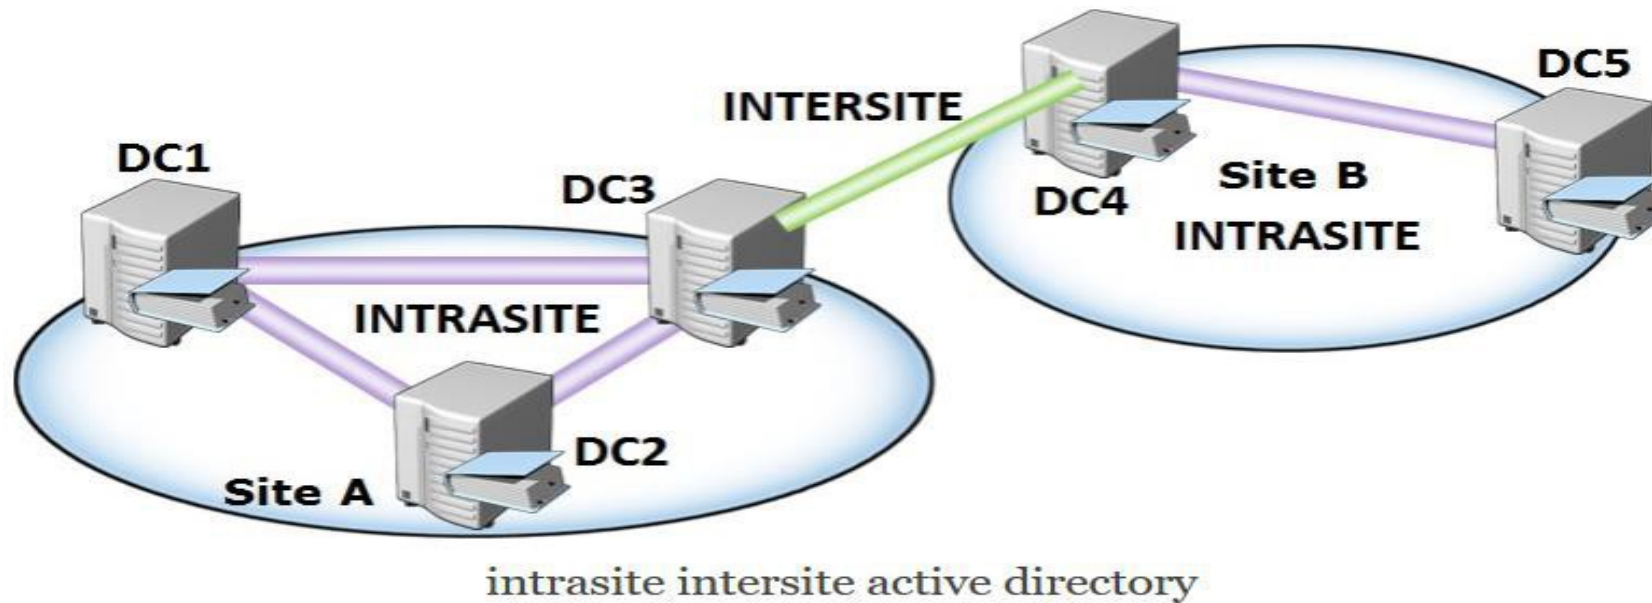 DC5
INTERSITE
DC1
DC3
Site B
DC4
INTRASITE
INTRASITE
DC2
Site A
intrasite intersite active directory